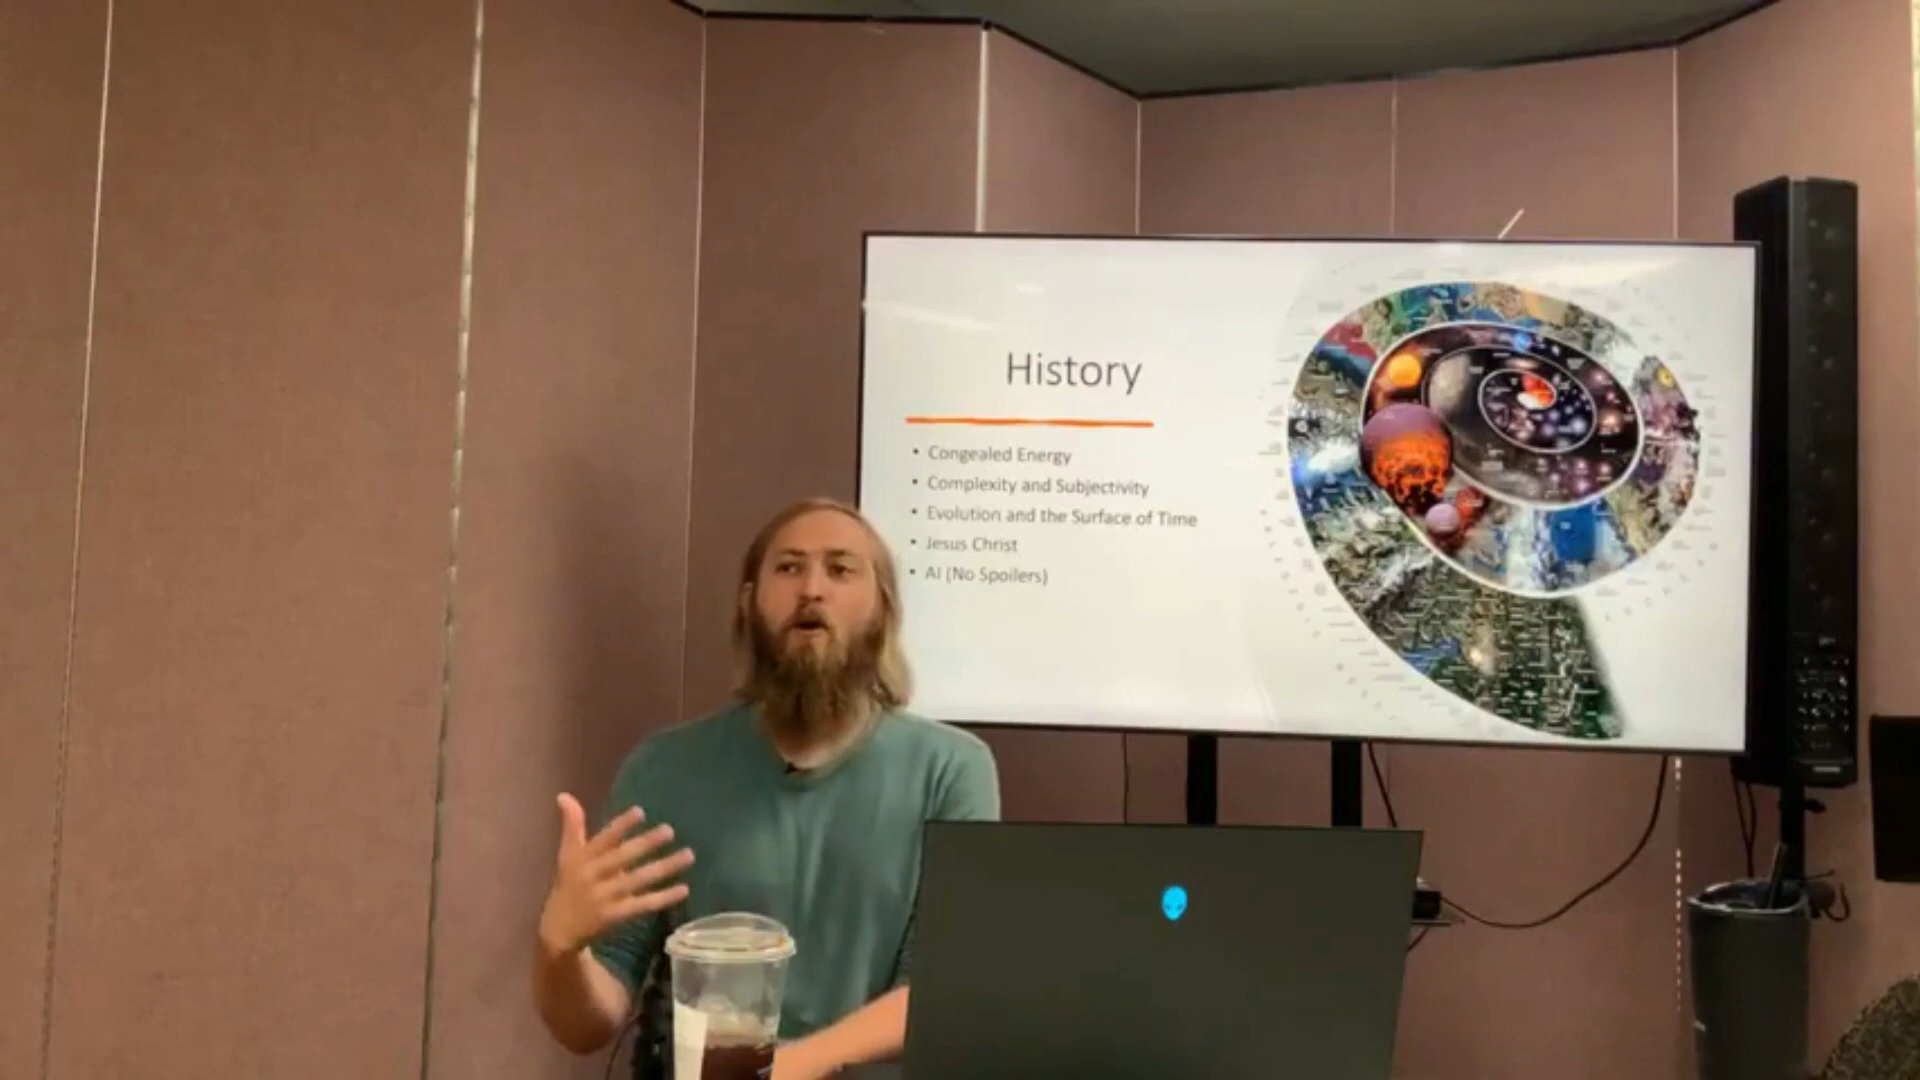 History
• Congealed Energy
• Complexity and Subjectivity
• Evolution and the Surface of Time
• Jesus Christ
• AI (No Spoilers)